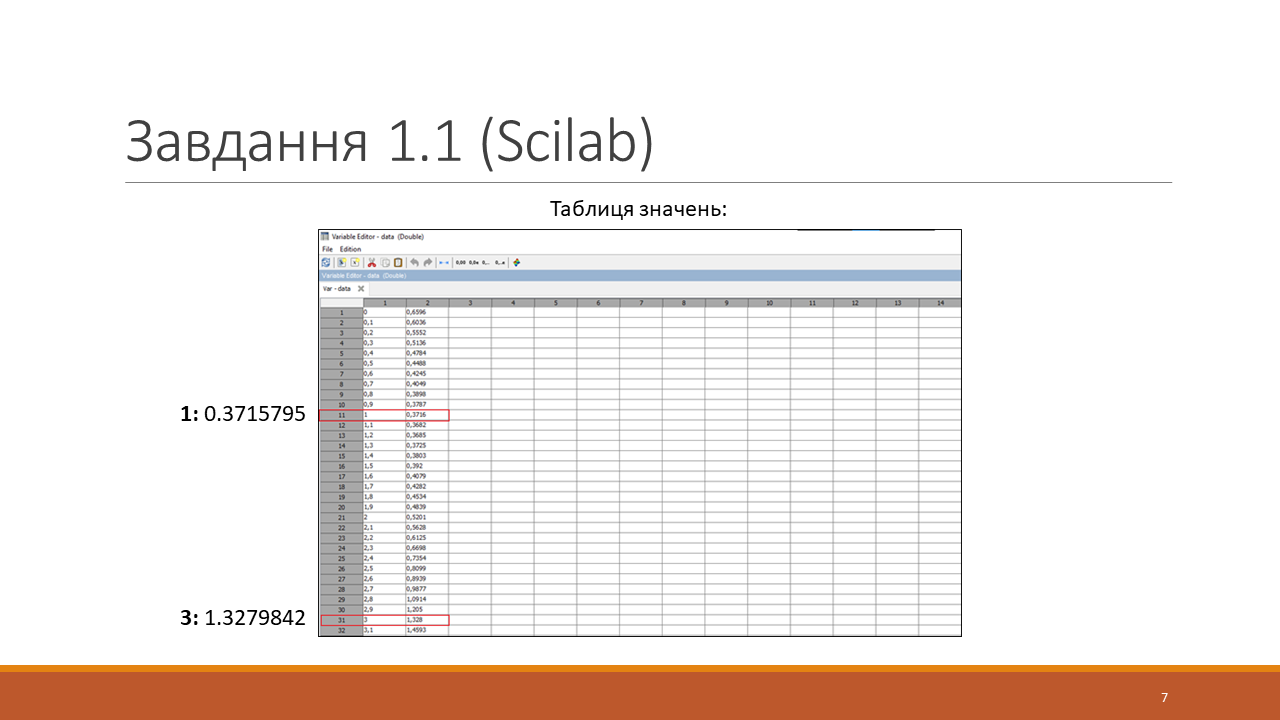 Завдання 1.1 (Scilab)
Таблиця значень:
Variable Editor - data (Double)
File Edition
0,00 0,0e 0,.. 0,..e
Variable Editor - data (Double)
Var - data
1 2 3 4 5 6 7 8 9 10 11 12 13 14
1 0 0,6596
2 0,1 0,6036
3 0,2 0,5552
4 0,3 0,5136
5 0,4 0,4784
6 0,5 0,4488
7 0,6 0,4245
8 0,7 0,4049
9 0,8 0,3898
10 0,9 0,3787
1: 0.3715795
11 1 0,3716
12 1,1 0,3682
13 1,2 0,3685
14 1,3 0,3725
15 1,4 0,3803
16 1,5 0,392
17 1,6 0,4079
18 1,7 0,4282
19 1,8 0,4534
20 1,9 0,4839
21 2 0,5201
22 2,1 0,5628
23 2,2 0,6125
24 2,3 0,6698
25 2,4 0,7354
26 2,5 0,8099
27 2,6 0,8939
28 2,7 0,9877
29 2,8 1,0914
30 2,9 1,205
3: 1.3279842
31 3 1,328
32 3,1 1,4593
7